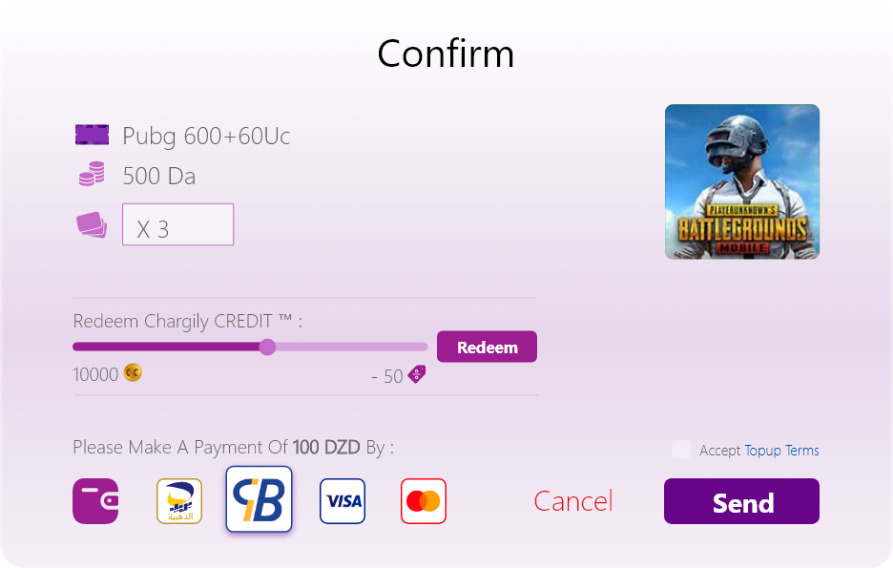 Confirm
Pubg 600+60Uc
500 Da
X 3
PLAYERUNKNOWN'S
BATTLEGROUNDS
MOBILE
Redeem Chargily CREDIT ™ :
Redeem
10000
- 50
Please Make A Payment Of 100 DZD By :
Accept Topup Terms
بريد
الذهبية
CIB
VISA
Cancel
Send